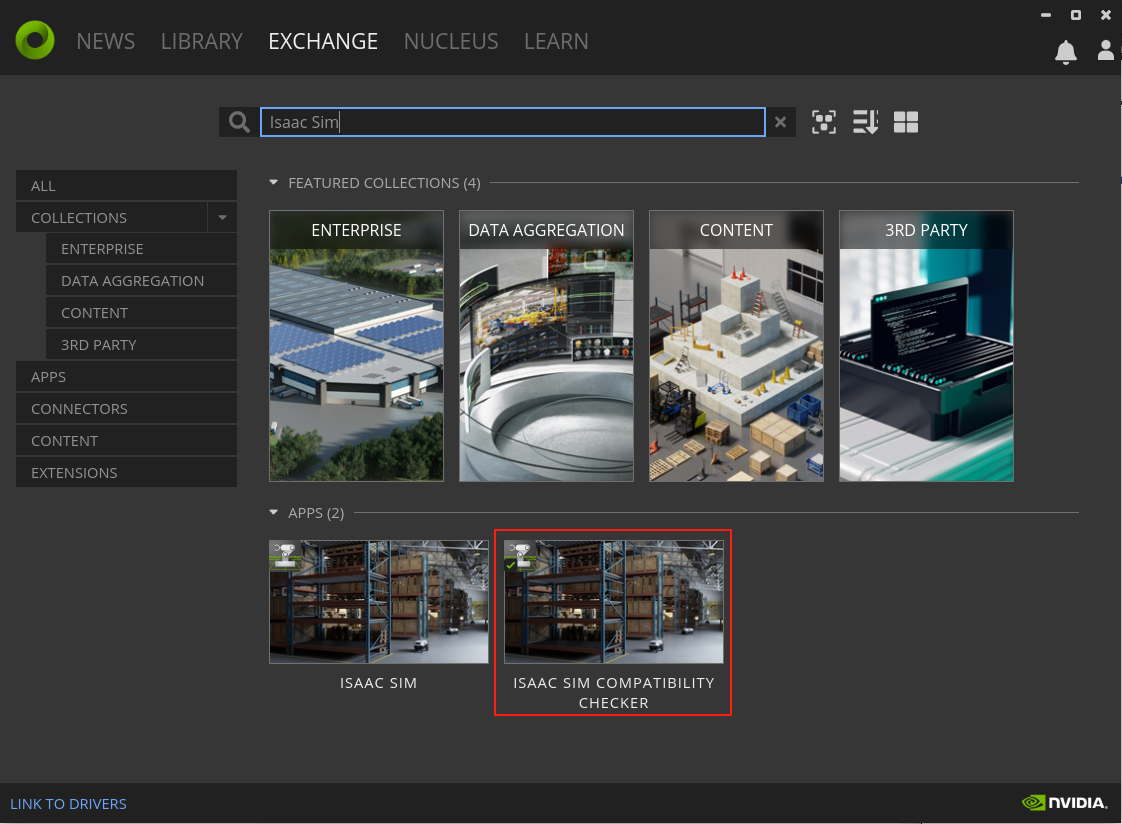 NEWS LIBRARY EXCHANGE NUCLEUS LEARN
Isaac Sim
ALL
COLLECTIONS
ENTERPRISE
DATA AGGREGATION
CONTENT
3RD PARTY
APPS
CONNECTORS
CONTENT
EXTENSIONS
FEATURED COLLECTIONS (4)
ENTERPRISE
DATA AGGREGATION
CONTENT
3RD PARTY
APPS (2)
ISAAC SIM
ISAAC SIM COMPATIBILITY
CHECKER
LINK TO DRIVERS
NVIDIA.